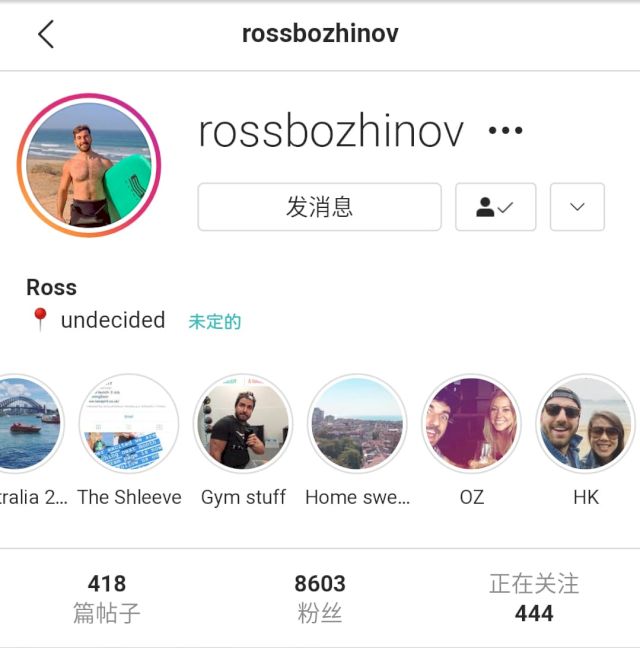 rossbozhinov
rossbozhinov
发消息
Ross
undecided 未定的
tralia 2... The Shleeve Gym stuff Home swe... OZ HK
418 8603 正在关注
篇帖子 粉丝 444